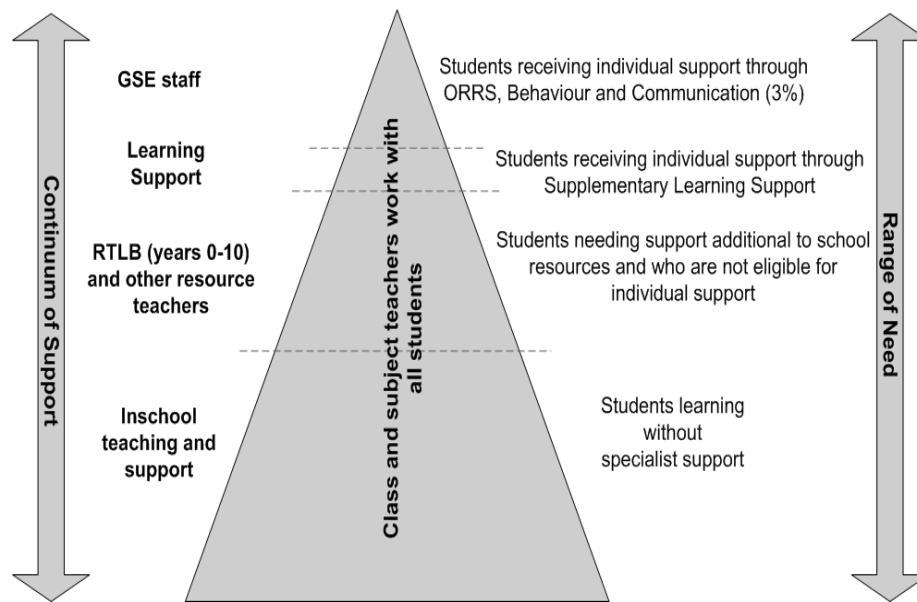 Continuum of Support
GSE staff
Learning
Support
RTLB (years 0-10)
and other resource
teachers
Inschool
teaching and
support
Class and subject teachers work with
all students
Students receiving individual support through
ORRS, Behaviour and Communication (3%)
Students receiving individual support through
Supplementary Learning Support
Students needing support additional to school
resources and who are not eligible for
individual support
Students learning
without
specialist support
Range of Need